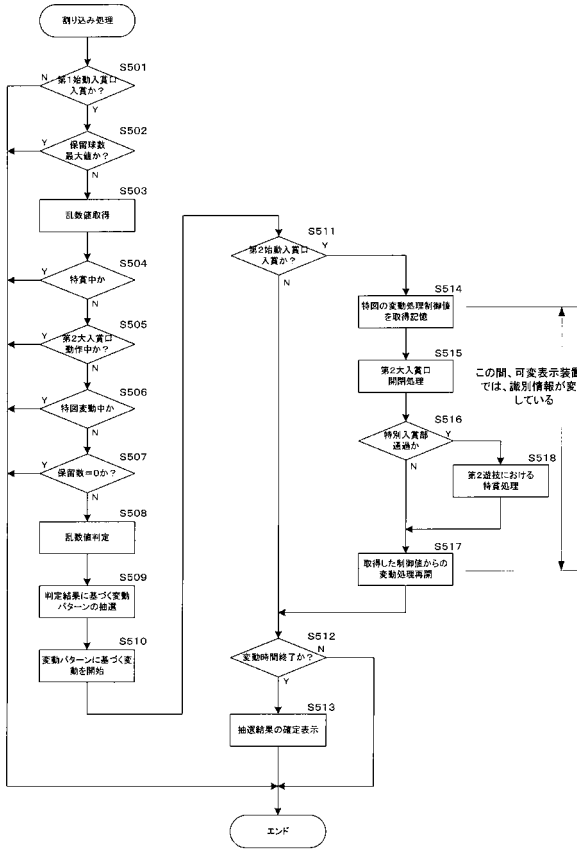 割り込み処理
S501
第1始動入賞口
入賞か？
N
Y
S502
保留球数
最大値か？
Y
N
S503
乱数値取得
S504
特賞中か
Y
N
S505
第2大入賞口
動作中か？
Y
N
S506
特図変動中か
Y
N
S507
保留数＝0か？
Y
N
S508
乱数値判定
S509
判定結果に基づく変動
パターンの抽選
S510
変動パターンに基づく変
動を開始
S511
第2始動入賞口
入賞か？
Y
N
S514
特図の変動処理制御値
を取得記憶
S515
第2大入賞口
開閉処理
S516
特別入賞部
通過か
Y
N
S518
第2遊技における
特賞処理
S517
取得した制御値からの
変動処理再開
この間、可変表示装置
では、識別情報が変
している
S512
変動時間終了か？
N
Y
S513
抽選結果の確定表示
エンド